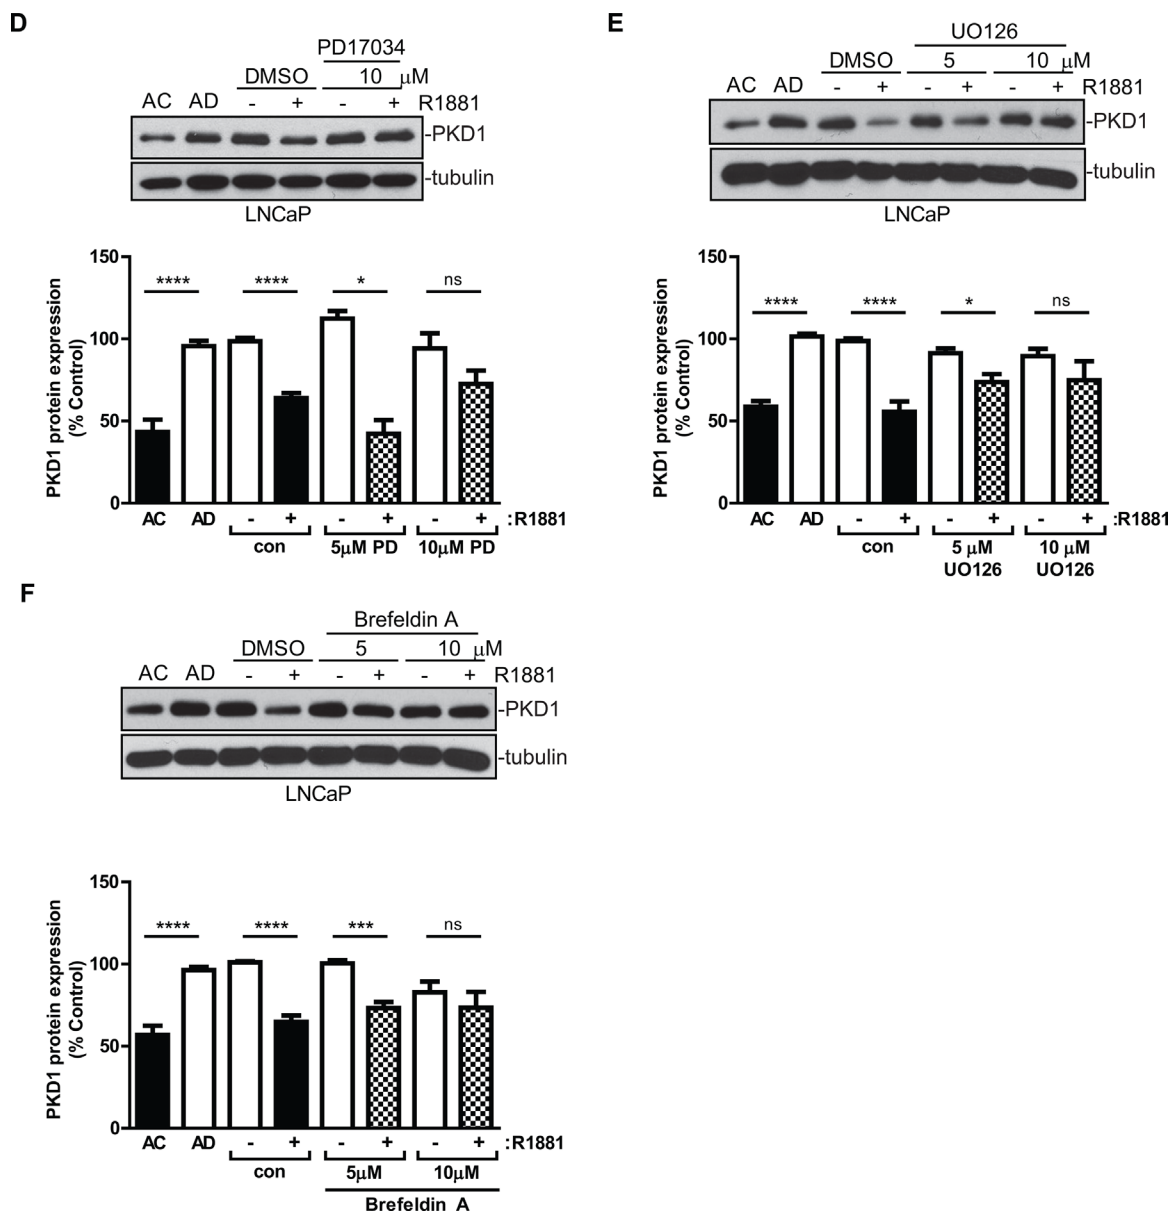 D
PD17034
DMSO 10 μM
AC AD - + - + R1881
-PKD1
-tubulin
LNCaP
PKD1 protein expression
(% Control)
150
100
50
0
**** **** * ns
AC AD - + - + - + :R1881
con 5μM PD 10μM PD
E
UO126
DMSO 5 10 μM
AC AD - + - + - + R1881
-PKD1
-tubulin
LNCaP
PKD1 protein expression
(% Control)
150
100
50
0
**** **** * ns
AC AD - + - + - + :R1881
con 5 μM 10 μM
UO126 UO126
F
Brefeldin A
DMSO 5 10 μM
AC AD - + - + - + R1881
-PKD1
-tubulin
LNCaP
PKD1 protein expression
(% Control)
150
100
50
0
**** **** *** ns
AC AD - + - + - + :R1881
con 5μM 10μM
Brefeldin A